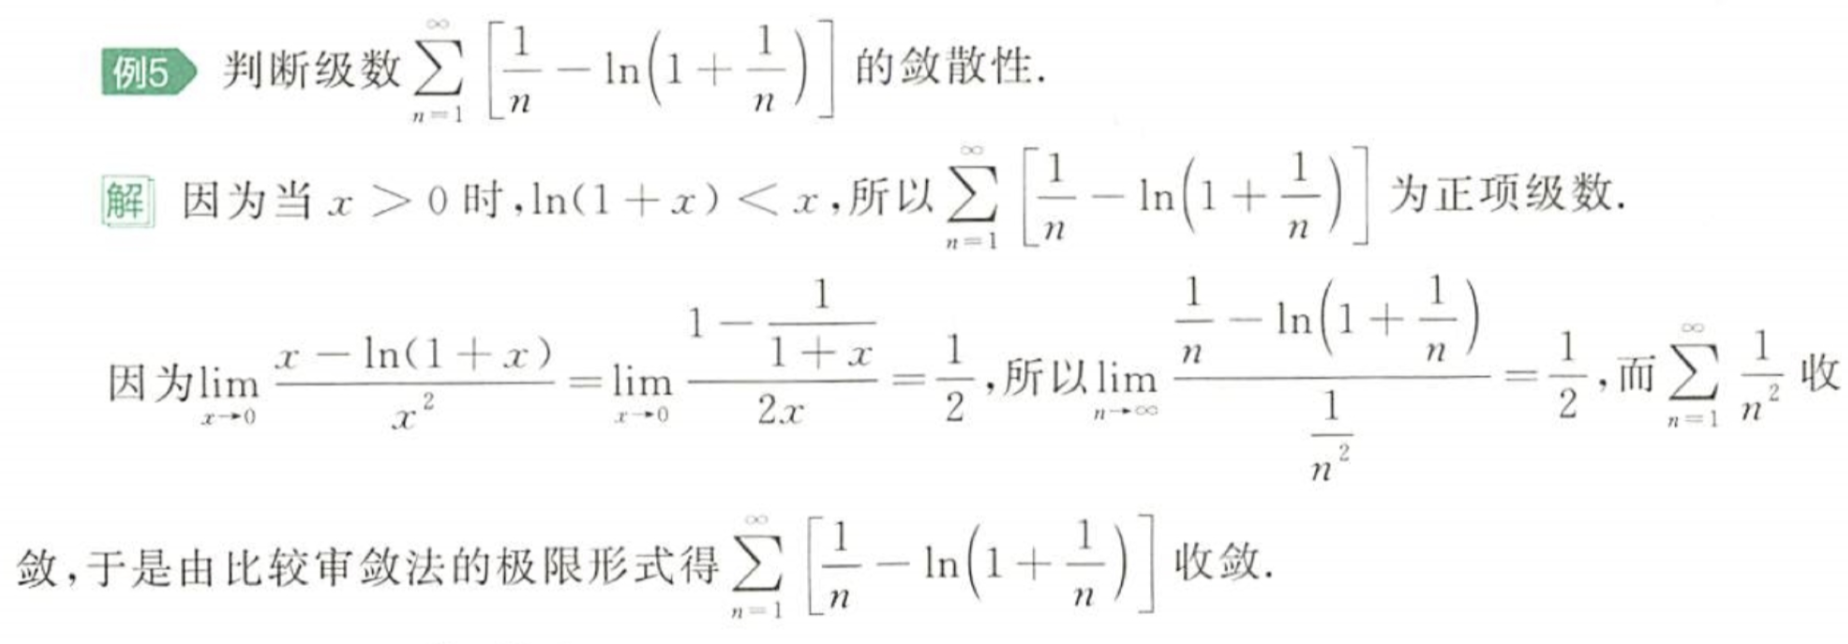 例5 判断级数 $\sum_{n=1}^{\infty}\left[\frac{1}{n}-\ln\left(1+\frac{1}{n}\right)\right]$ 的敛散性.
解 因为当 $x>0$ 时,$\ln(1+x)<x$,所以 $\sum_{n=1}^{\infty}\left[\frac{1}{n}-\ln\left(1+\frac{1}{n}\right)\right]$ 为正项级数.
因为$\lim_{x\to 0}\frac{x-\ln(1+x)}{x^2}=\lim_{x\to 0}\frac{1-\frac{1}{1+x}}{2x}=\frac{1}{2}$,所以$\lim_{n\to\infty}\frac{\frac{1}{n}-\ln\left(1+\frac{1}{n}\right)}{\frac{1}{n^2}}=\frac{1}{2}$,而 $\sum_{n=1}^{\infty}\frac{1}{n^2}$ 收
敛,于是由比较审敛法的极限形式得 $\sum_{n=1}^{\infty}\left[\frac{1}{n}-\ln\left(1+\frac{1}{n}\right)\right]$ 收敛.